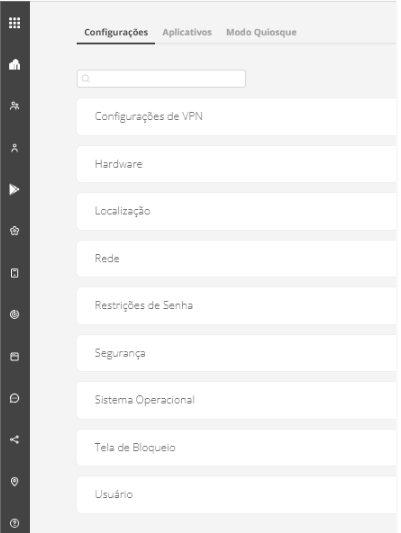 Configurações Aplicativos Modo Quiosque
Configurações de VPN
Hardware
Localização
Rede
Restrições de Senha
Segurança
Sistema Operacional
Tela de Bloqueio
Usuário